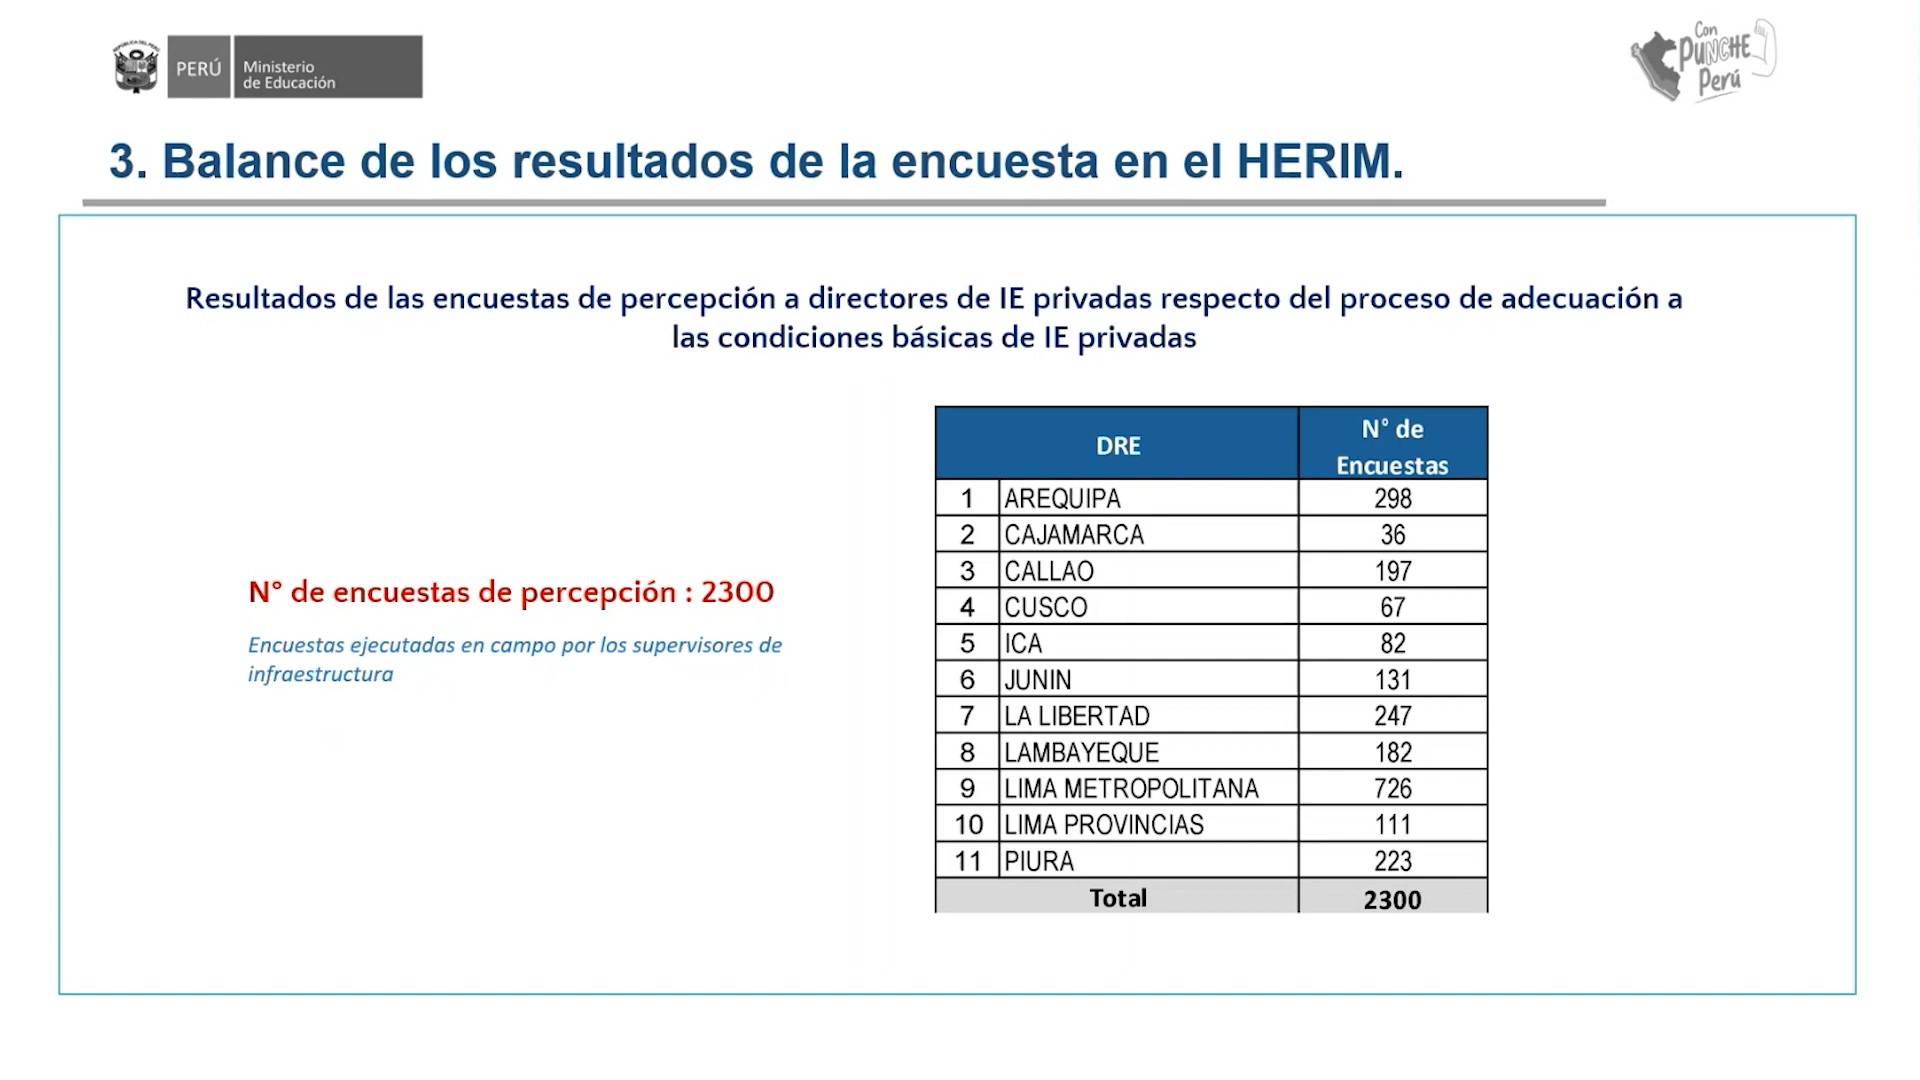 REPÚBLICA DEL PERÚ
PERÚ
Ministerio
de Educación
Con
PUNCHE
Perú
3. Balance de los resultados de la encuesta en el HERIM.
Resultados de las encuestas de percepción a directores de IE privadas respecto del proceso de adecuación a
las condiciones básicas de IE privadas
N° de encuestas de percepción : 2300
Encuestas ejecutadas en campo por los supervisores de
infraestructura
DRE N° de
Encuestas
1 AREQUIPA 298
2 CAJAMARCA 36
3 CALLAO 197
4 CUSCO 67
5 ICA 82
6 JUNIN 131
7 LA LIBERTAD 247
8 LAMBAYEQUE 182
9 LIMA METROPOLITANA 726
10 LIMA PROVINCIAS 111
11 PIURA 223
Total 2300